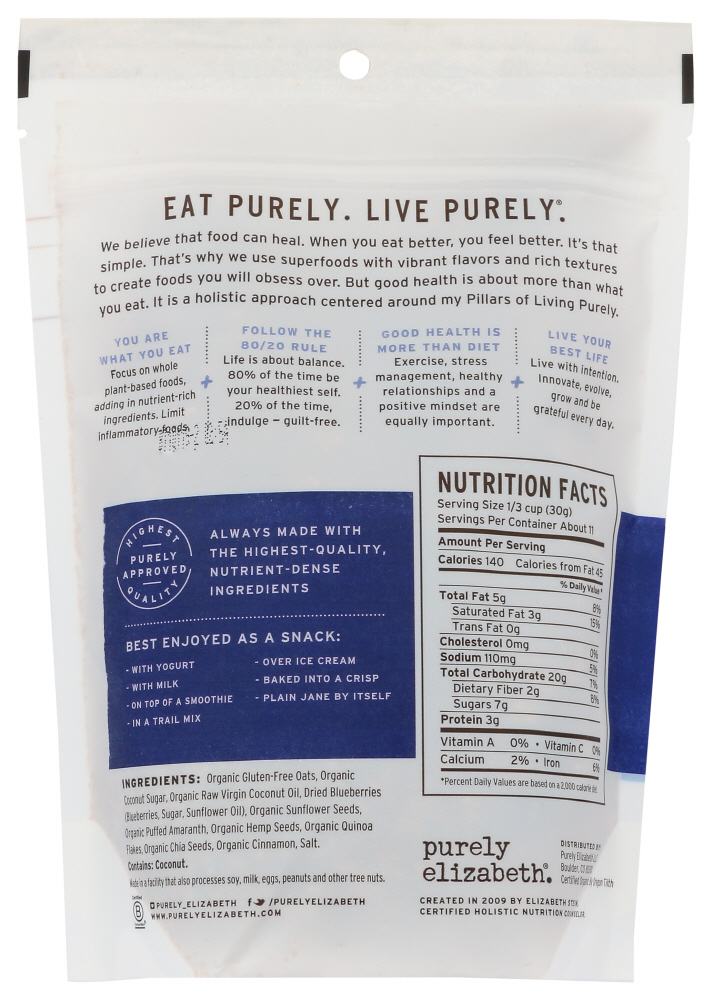 EAT PURELY. LIVE PURELY®.
We believe that food can heal. When you eat better, you feel better. It's that
simple. That's why we use superfoods with vibrant flavors and rich textures
to create foods you will obsess over. But good health is about more than what
you eat. It is a holistic approach centered around my Pillars of Living Purely.
YOU ARE
WHAT YOU EAT
Focus on whole
plant-based foods,
adding in nutrient-rich
ingredients. Limit
inflammatory foods.
+
FOLLOW THE
80/20 RULE
Life is about balance.
80% of the time be
your healthiest self.
20% of the time,
indulge – guilt-free.
+
GOOD HEALTH IS
MORE THAN DIET
Exercise, stress
management, healthy
relationships and a
positive mindset are
equally important.
+
LIVE YOUR
BEST LIFE
Live with intention.
Innovate, evolve,
grow and be
grateful every day.
HIGHEST
PURELY
APPROVED
QUALITY
ALWAYS MADE WITH
THE HIGHEST-QUALITY,
NUTRIENT-DENSE
INGREDIENTS
BEST ENJOYED AS A SNACK:
- WITH YOGURT
- WITH MILK
- ON TOP OF A SMOOTHIE
- IN A TRAIL MIX
- OVER ICE CREAM
- BAKED INTO A CRISP
- PLAIN JANE BY ITSELF
NUTRITION FACTS
Serving Size 1/3 cup (30g)
Servings Per Container About 11
Amount Per Serving
Calories 140 Calories from Fat 45
% Daily Value*
Total Fat 5g 8%
Saturated Fat 3g 15%
Trans Fat 0g
Cholesterol 0mg 0%
Sodium 110mg 5%
Total Carbohydrate 20g 7%
Dietary Fiber 2g 8%
Sugars 7g
Protein 3g
Vitamin A 0% • Vitamin C 0%
Calcium 2% • Iron 6%
*Percent Daily Values are based on a 2,000 calorie diet.
INGREDIENTS: Organic Gluten-Free Oats, Organic
Coconut Sugar, Organic Raw Virgin Coconut Oil, Dried Blueberries
(Blueberries, Sugar, Sunflower Oil), Organic Sunflower Seeds,
Organic Puffed Amaranth, Organic Hemp Seeds, Organic Quinoa
Flakes, Organic Chia Seeds, Organic Cinnamon, Salt.
Contains: Coconut.
Made in a facility that also processes soy, milk, eggs, peanuts and other tree nuts.
Certified
B
Corporation
PURELY_ELIZABETH /PURELYELIZABETH
WWW.PURELYELIZABETH.COM
purely
elizabeth®.
CREATED IN 2009 BY ELIZABETH STEIN
CERTIFIED HOLISTIC NUTRITION COUNSELOR.
DISTRIBUTED BY:
Purely Elizabeth
Boulder, CO
Certified Organic by Oregon Tilth